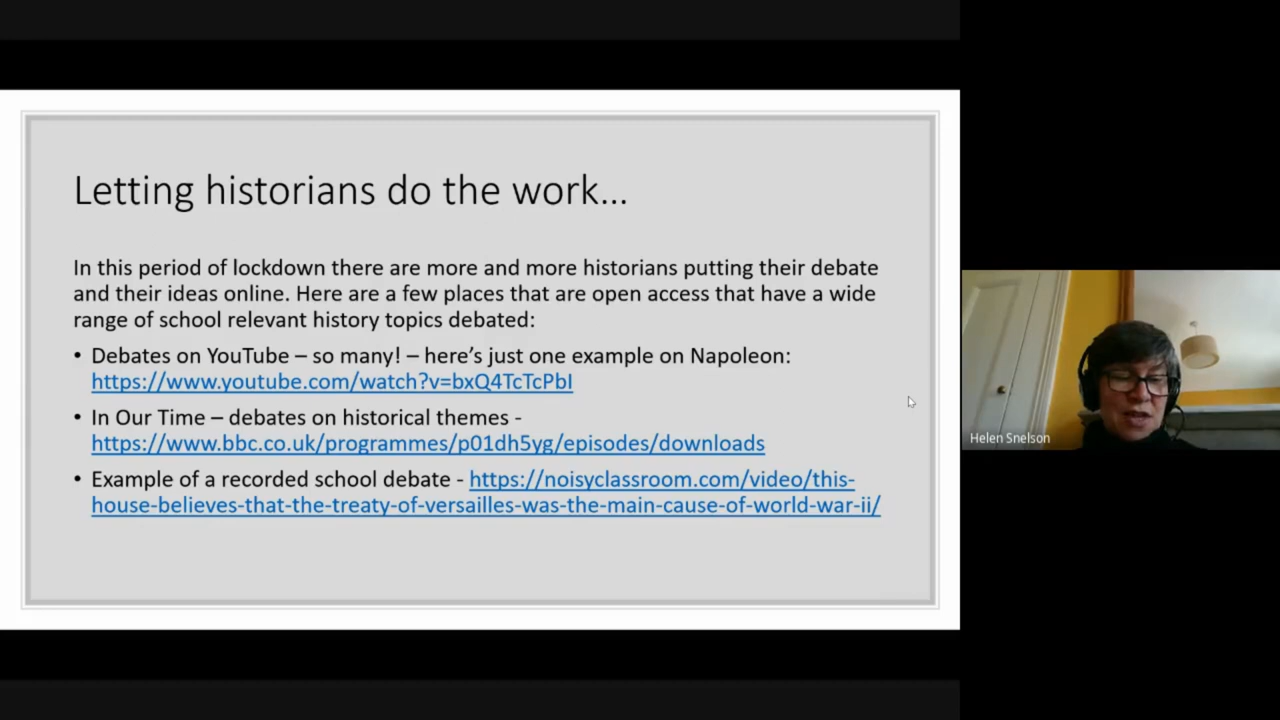 Letting historians do the work...
In this period of lockdown there are more and more historians putting their debate
and their ideas online. Here are a few places that are open access that have a wide
range of school relevant history topics debated:
• Debates on YouTube – so many! – here's just one example on Napoleon:
https://www.youtube.com/watch?v=bxQ4TcTcPbI
• In Our Time – debates on historical themes -
https://www.bbc.co.uk/programmes/p01dh5yg/episodes/downloads
• Example of a recorded school debate - https://noisyclassroom.com/video/this-
house-believes-that-the-treaty-of-versailles-was-the-main-cause-of-world-war-ii/
Helen Snelson